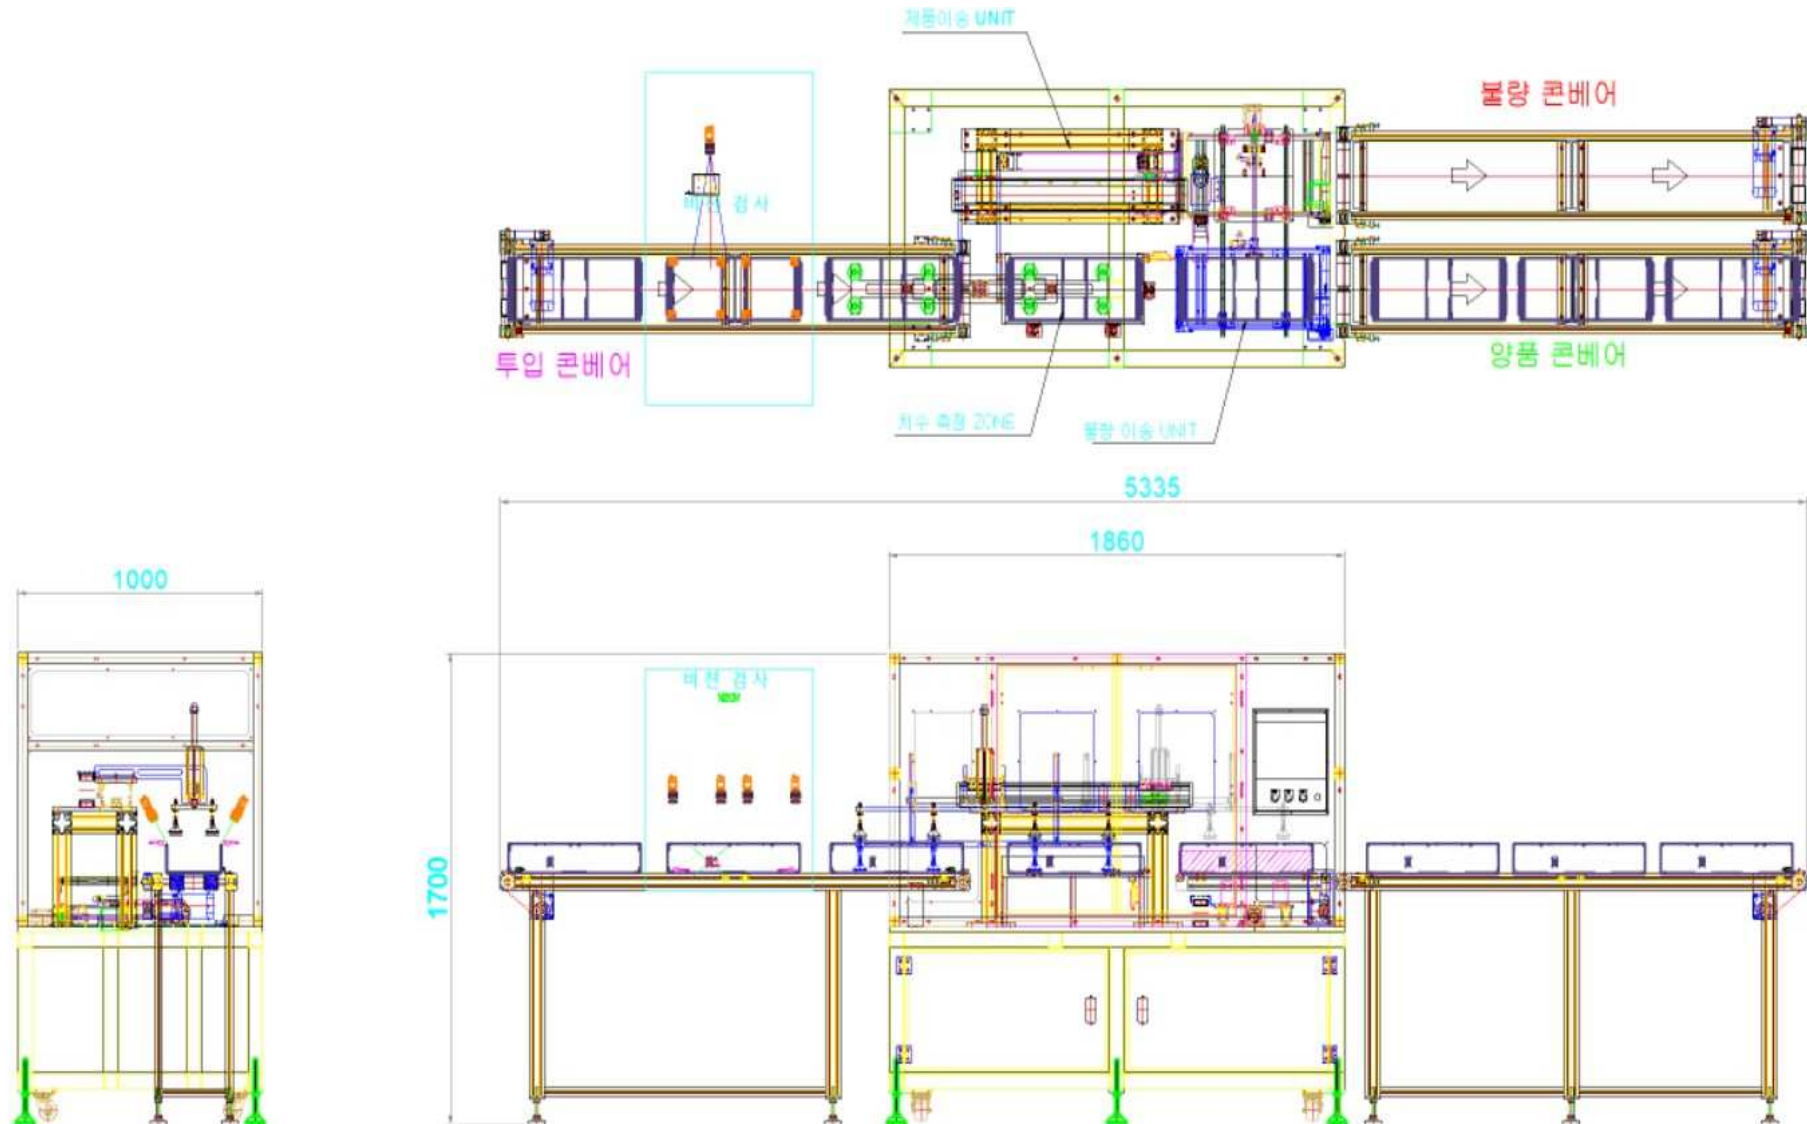 제품이송 UNIT
불량 콘베어
비전 검사
투입 콘베어
양품 콘베어
치수 측정 ZONE
불량 이송 UNIT
5335
1860
1000
비전 검사
1700